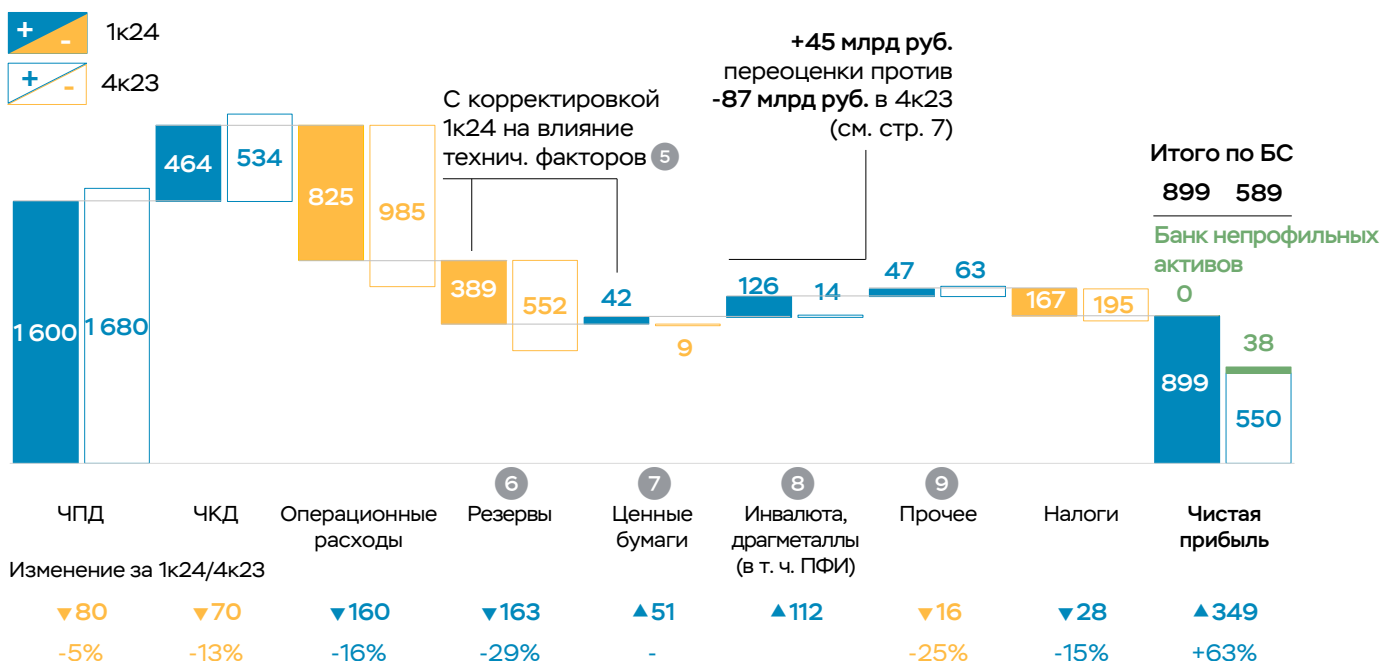 + - 1к24
+ - 4к23
С корректировкой
1к24 на влияние
технич. факторов 5
+45 млрд руб.
переоценки против
-87 млрд руб. в 4к23
(см. стр. 7)
Итого по БС
899 589
Банк непрофильных
активов
0
38
1 600 1 680
464 534
825 985
389 552
42 9
126 14
47 63
167 195
899 550
6 7 8 9
ЧПД ЧКД Операционные расходы Резервы Ценные бумаги Инвалюта, драгметаллы (в т. ч. ПФИ) Прочее Налоги Чистая прибыль
Изменение за 1к24/4к23
▼80 ▼70 ▼160 ▼163 ▲51 ▲112 ▼16 ▼28 ▲349
-5% -13% -16% -29% - -25% -15% +63%